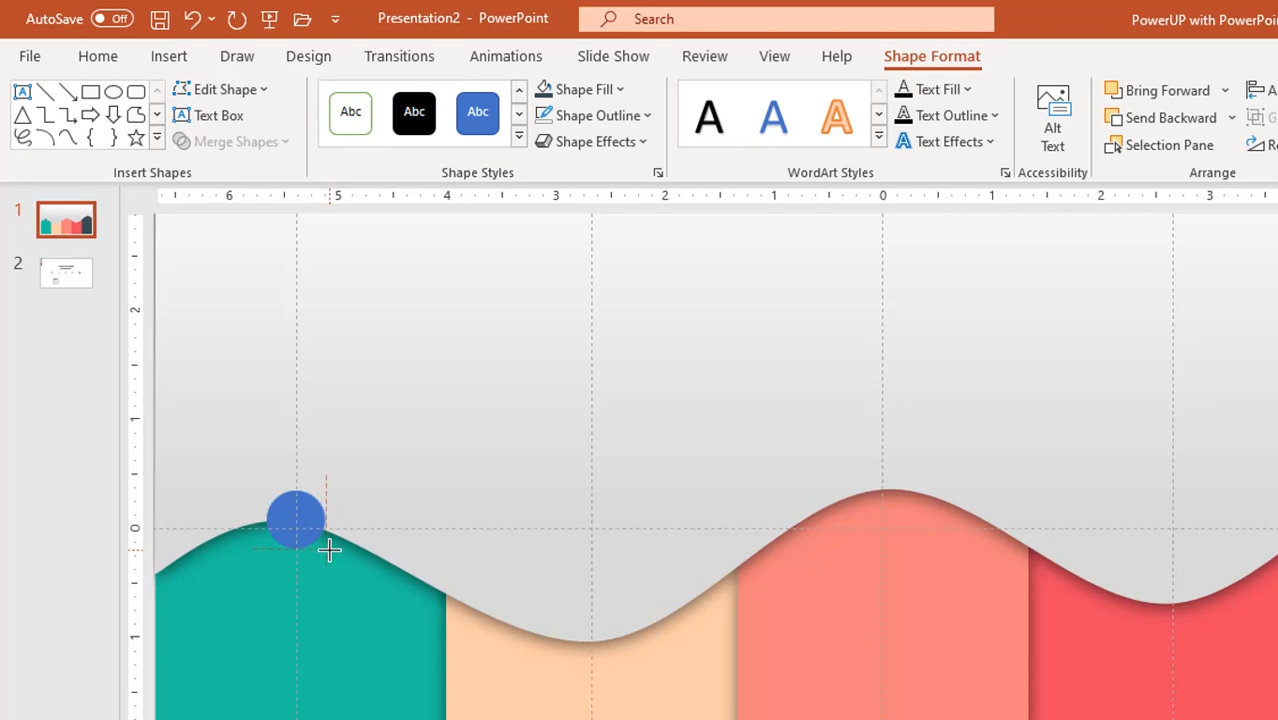 AutoSave Off Presentation2 - PowerPoint Search PowerUP with PowerPoin
File Home Insert Draw Design Transitions Animations Slide Show Review View Help Shape Format
Edit Shape
Text Box
Merge Shapes
Insert Shapes
Abc Abc Abc
Shape Fill
Shape Outline
Shape Effects
Shape Styles
A A A
Text Fill
Text Outline
Text Effects
WordArt Styles
Alt
Text
Accessibility
Bring Forward
Send Backward
Selection Pane
A
G
Re
Arrange
6 5 4 3 2 1 0 1 2 3
1
2
2
1
0
1